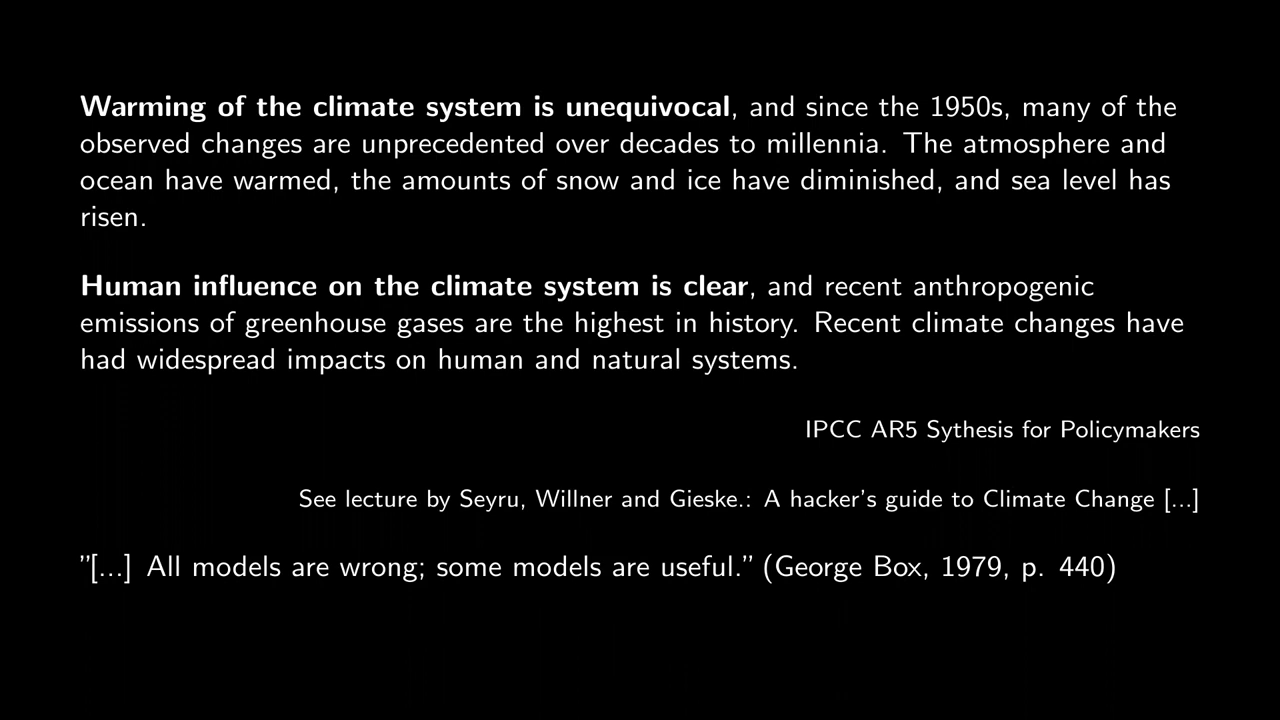 Warming of the climate system is unequivocal, and since the 1950s, many of the
observed changes are unprecedented over decades to millennia. The atmosphere and
ocean have warmed, the amounts of snow and ice have diminished, and sea level has
risen.
Human influence on the climate system is clear, and recent anthropogenic
emissions of greenhouse gases are the highest in history. Recent climate changes have
had widespread impacts on human and natural systems.
IPCC AR5 Sythesis for Policymakers
See lecture by Seyru, Willner and Gieske.: A hacker's guide to Climate Change [...]
”[...] All models are wrong; some models are useful.” (George Box, 1979, p. 440)